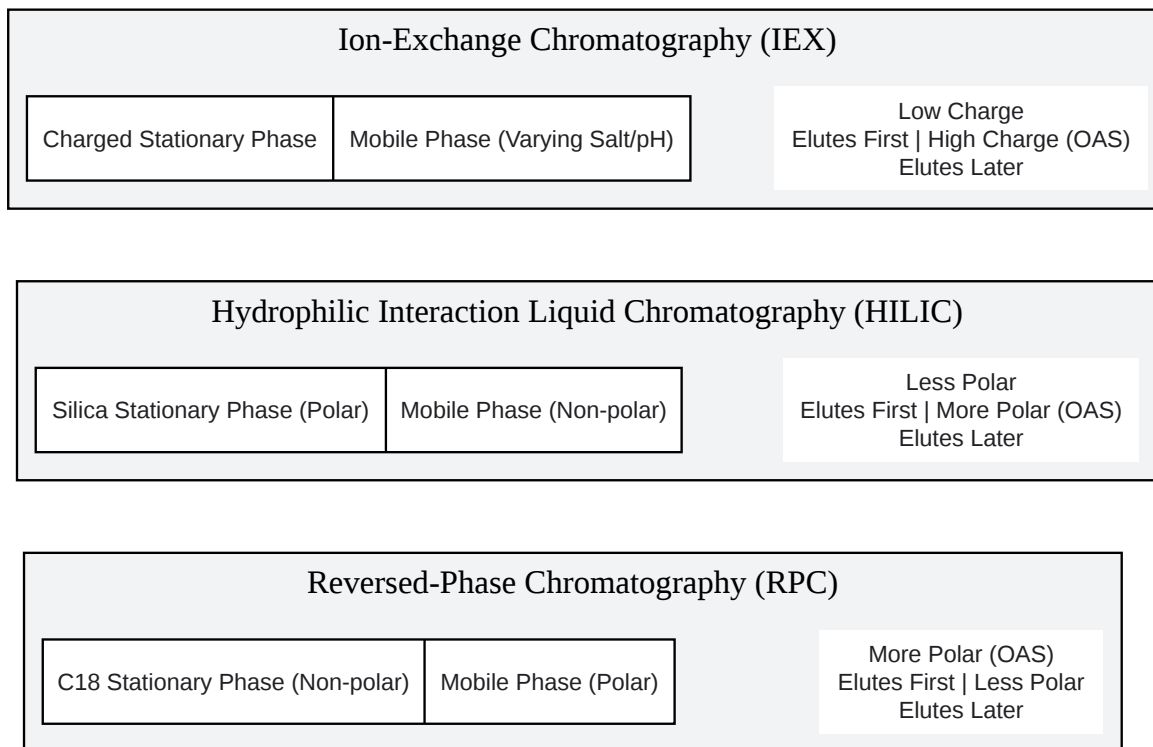 Ion-Exchange Chromatography (IEX)
Charged Stationary Phase
Mobile Phase (Varying Salt/pH)
Low Charge
Elutes First | High Charge (OAS)
Elutes Later
Hydrophilic Interaction Liquid Chromatography (HILIC)
Silica Stationary Phase (Polar)
Mobile Phase (Non-polar)
Less Polar
Elutes First | More Polar (OAS)
Elutes Later
Reversed-Phase Chromatography (RPC)
C18 Stationary Phase (Non-polar)
Mobile Phase (Polar)
More Polar (OAS)
Elutes First | Less Polar
Elutes Later